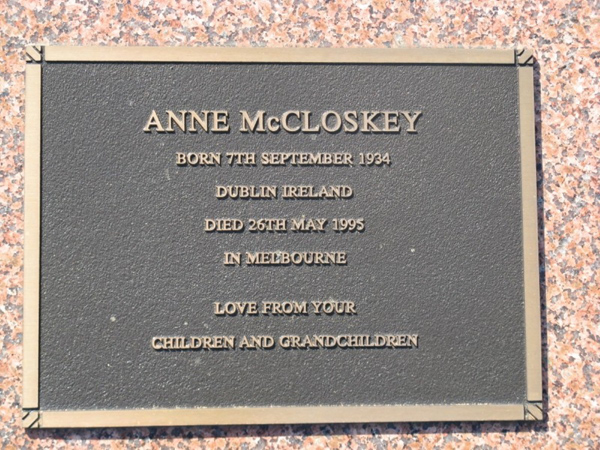 ANNE McCLOSKEY
BORN 7TH SEPTEMBER 1934
DUBLIN IRELAND
DIED 26TH MAY 1995
IN MELBOURNE
LOVE FROM YOUR
CHILDREN AND GRANDCHILDREN